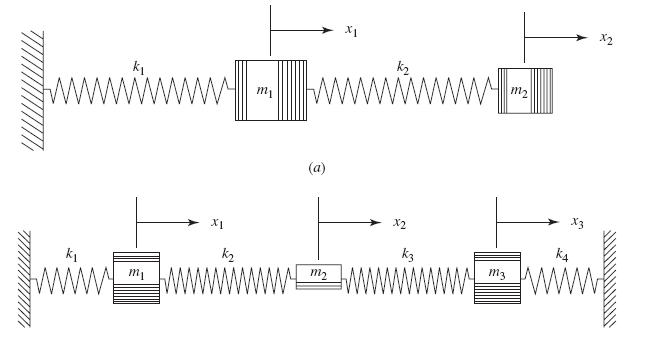 x₁
x₂
k₁ k₂
m₁ m₂
(a)
x₁ x₂ x₃
k₁ k₂ k₃ k₄
m₁ m₂ m₃